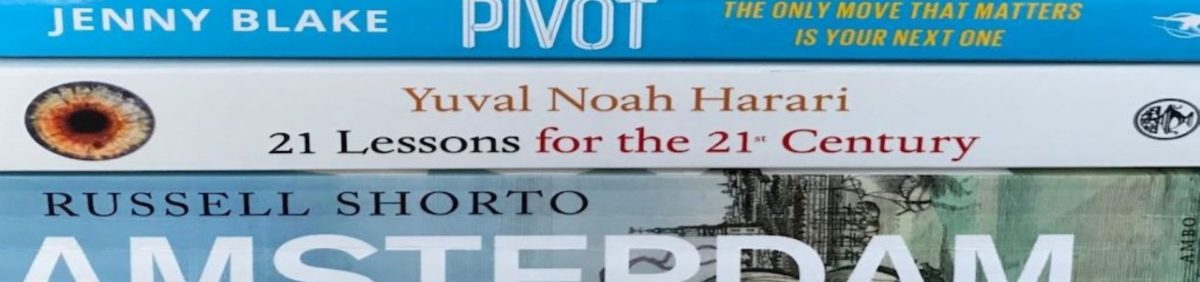 JENNY BLAKE PIVOT THE ONLY MOVE THAT MATTERS
IS YOUR NEXT ONE
Yuval Noah Harari
21 Lessons for the 21st Century
RUSSELL SHORTO
AMSTERDAM
AMBO